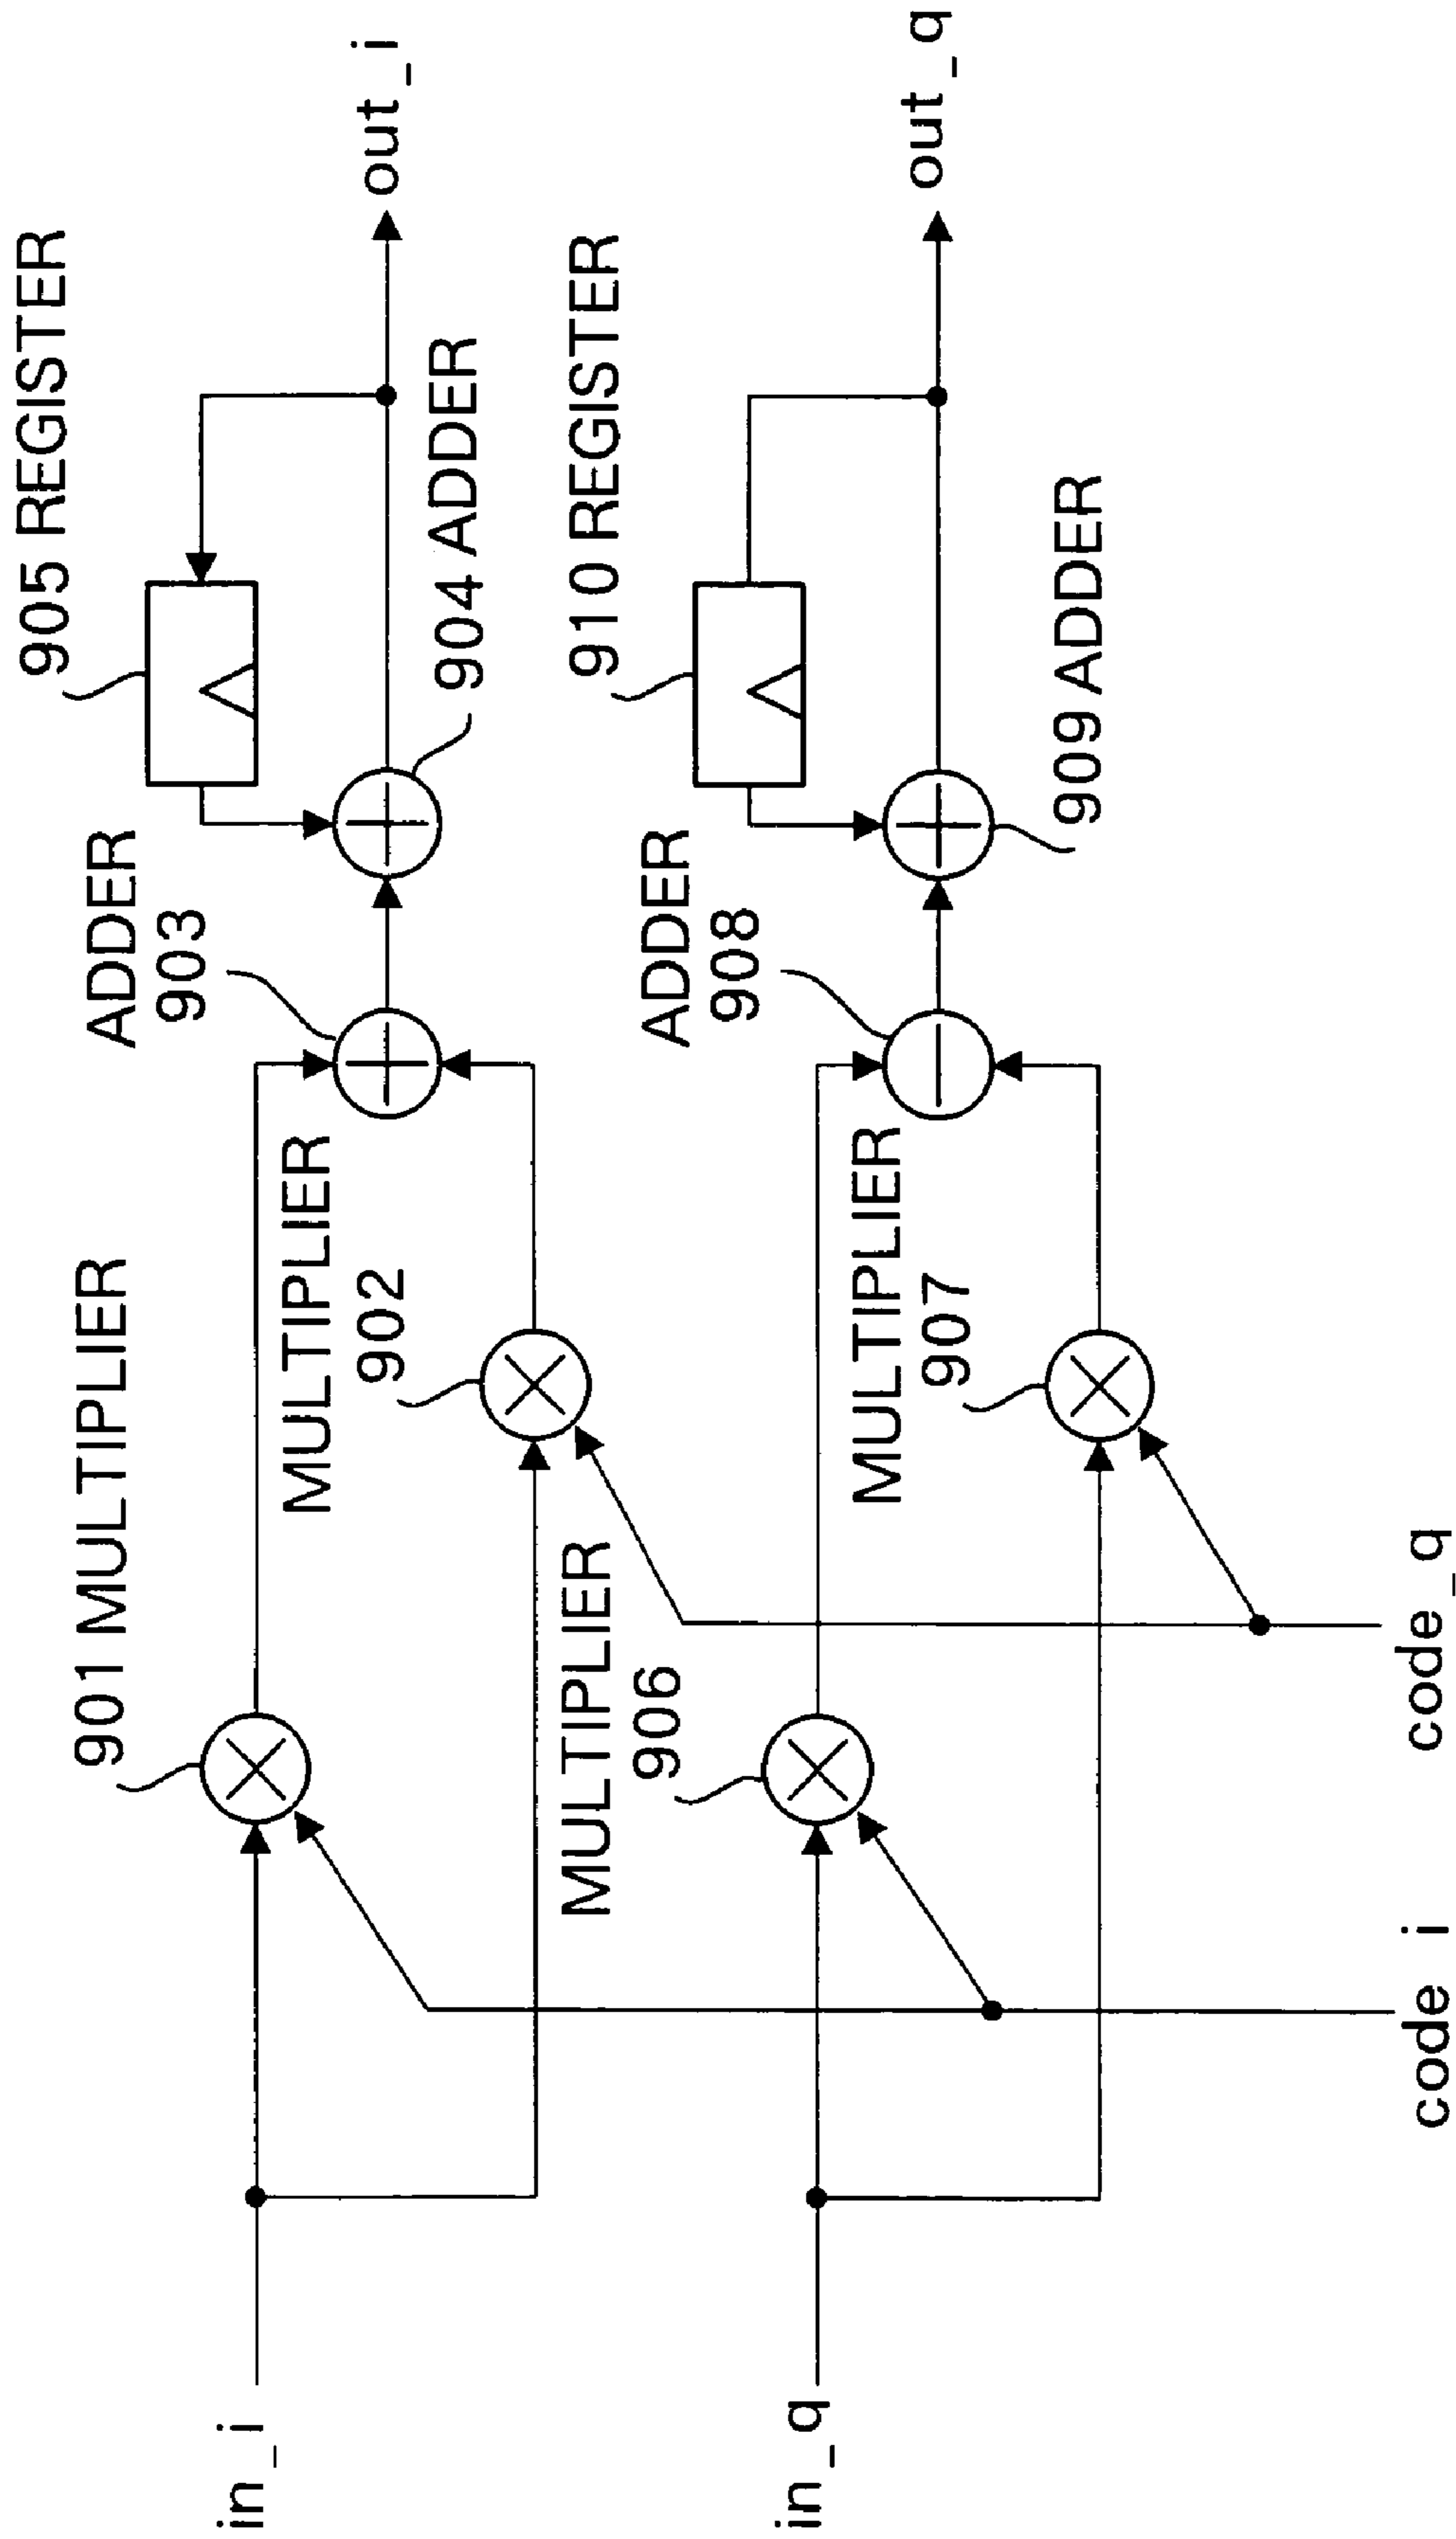 905 REGISTER
out_i
904 ADDER
ADDER
903
901 MULTIPLIER
MULTIPLIER
902
in_i
910 REGISTER
out_q
909 ADDER
ADDER
908
MULTIPLIER
906
MULTIPLIER
907
in_q
code i
code_q